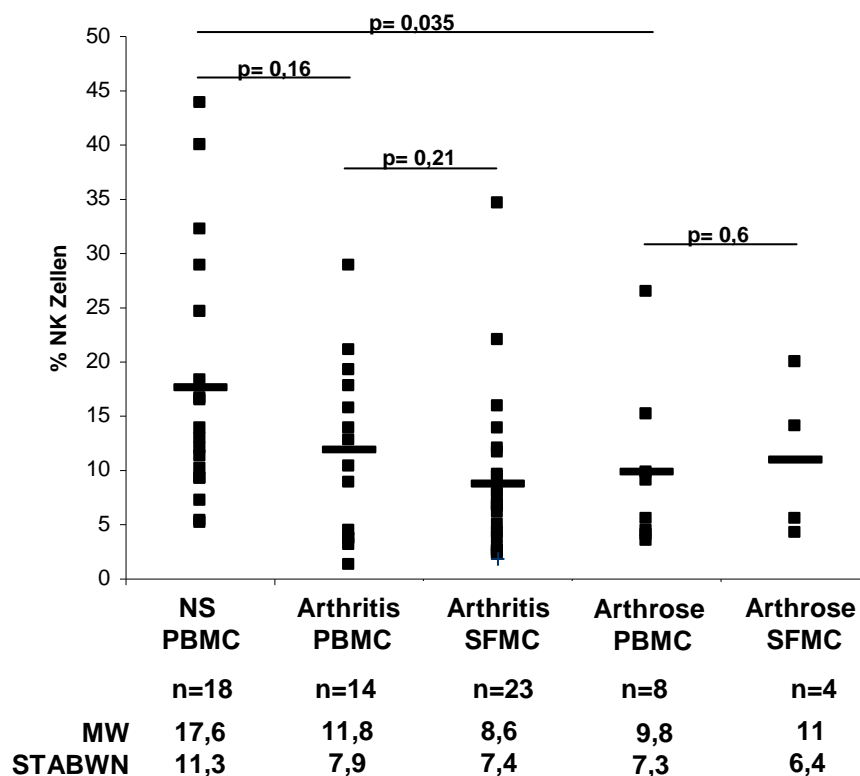 p= 0,035
50
p= 0,16
45
40
p= 0,21
35
30
p= 0,6
25
20
15
10
5
0
% NK Zellen
NS Arthritis Arthritis Arthrose Arthrose
PBMC PBMC SFMC PBMC SFMC
n=18 n=14 n=23 n=8 n=4
MW 17,6 11,8 8,6 9,8 11
STABWN 11,3 7,9 7,4 7,3 6,4